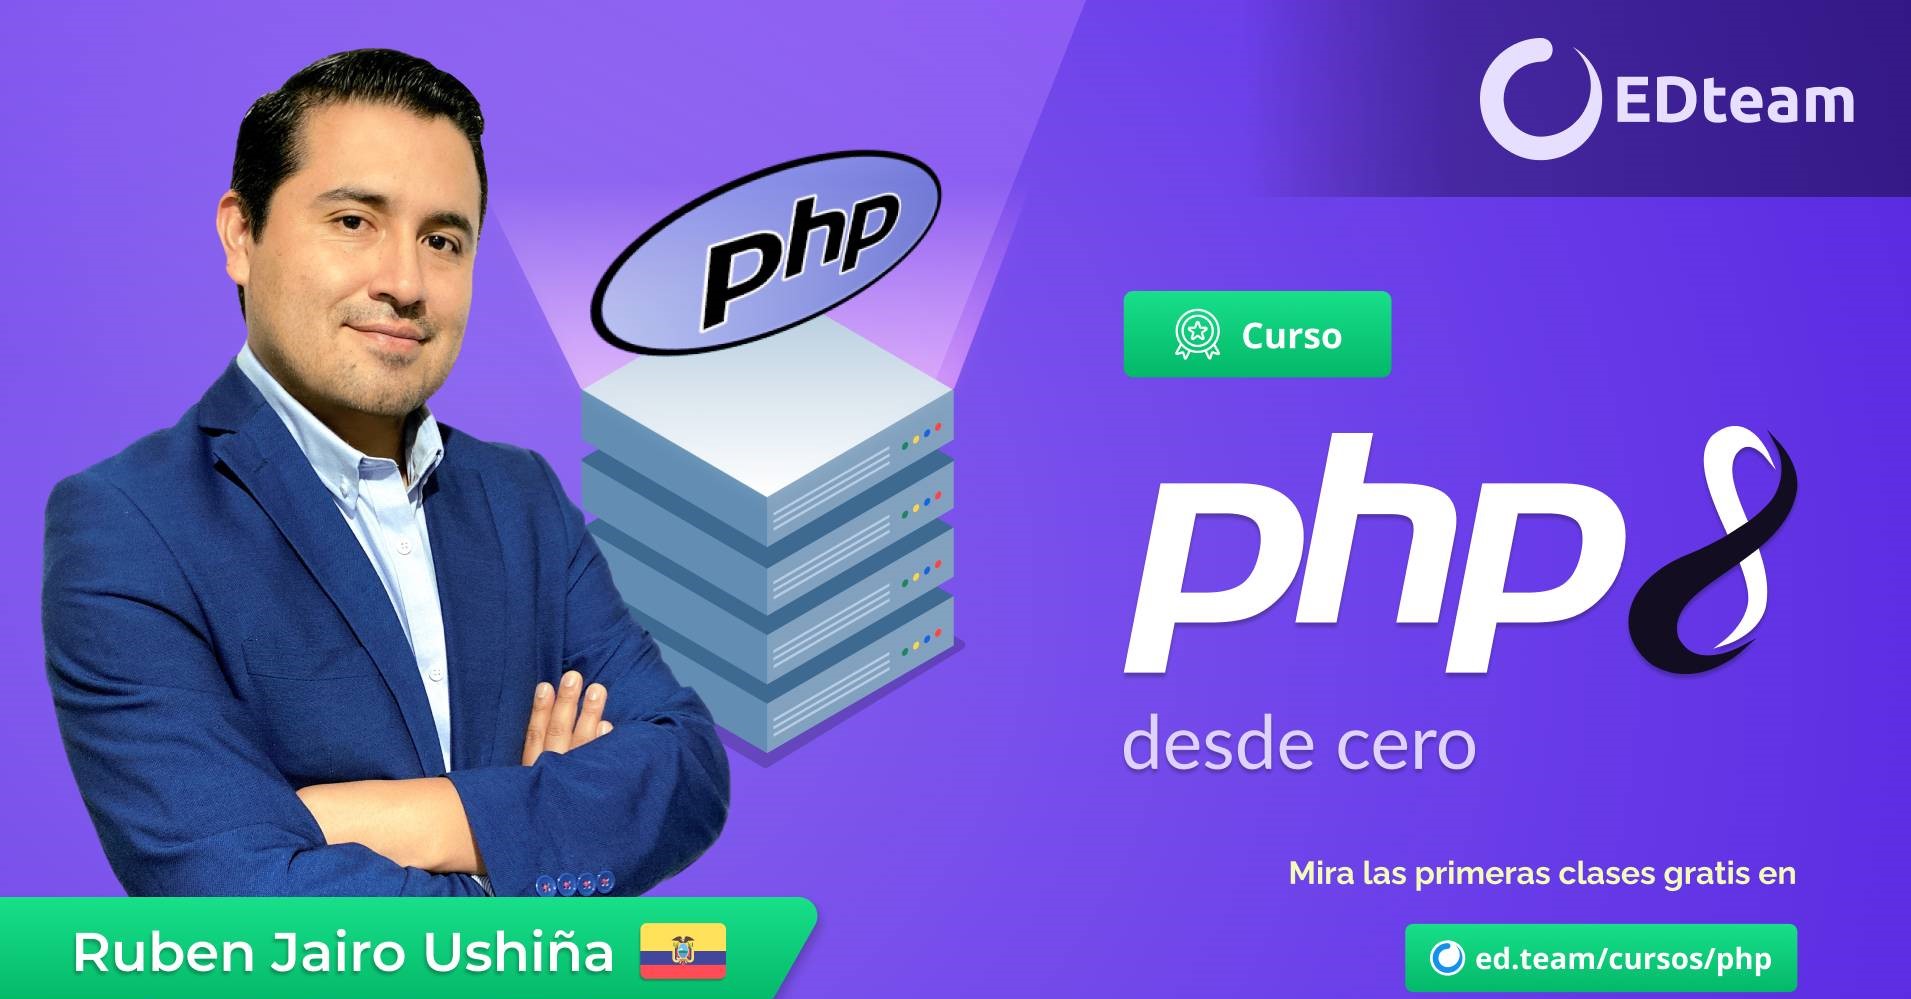 EDteam
php
Curso
php 8
desde cero
Mira las primeras clases gratis en
ed.team/cursos/php
Ruben Jairo Ushiña